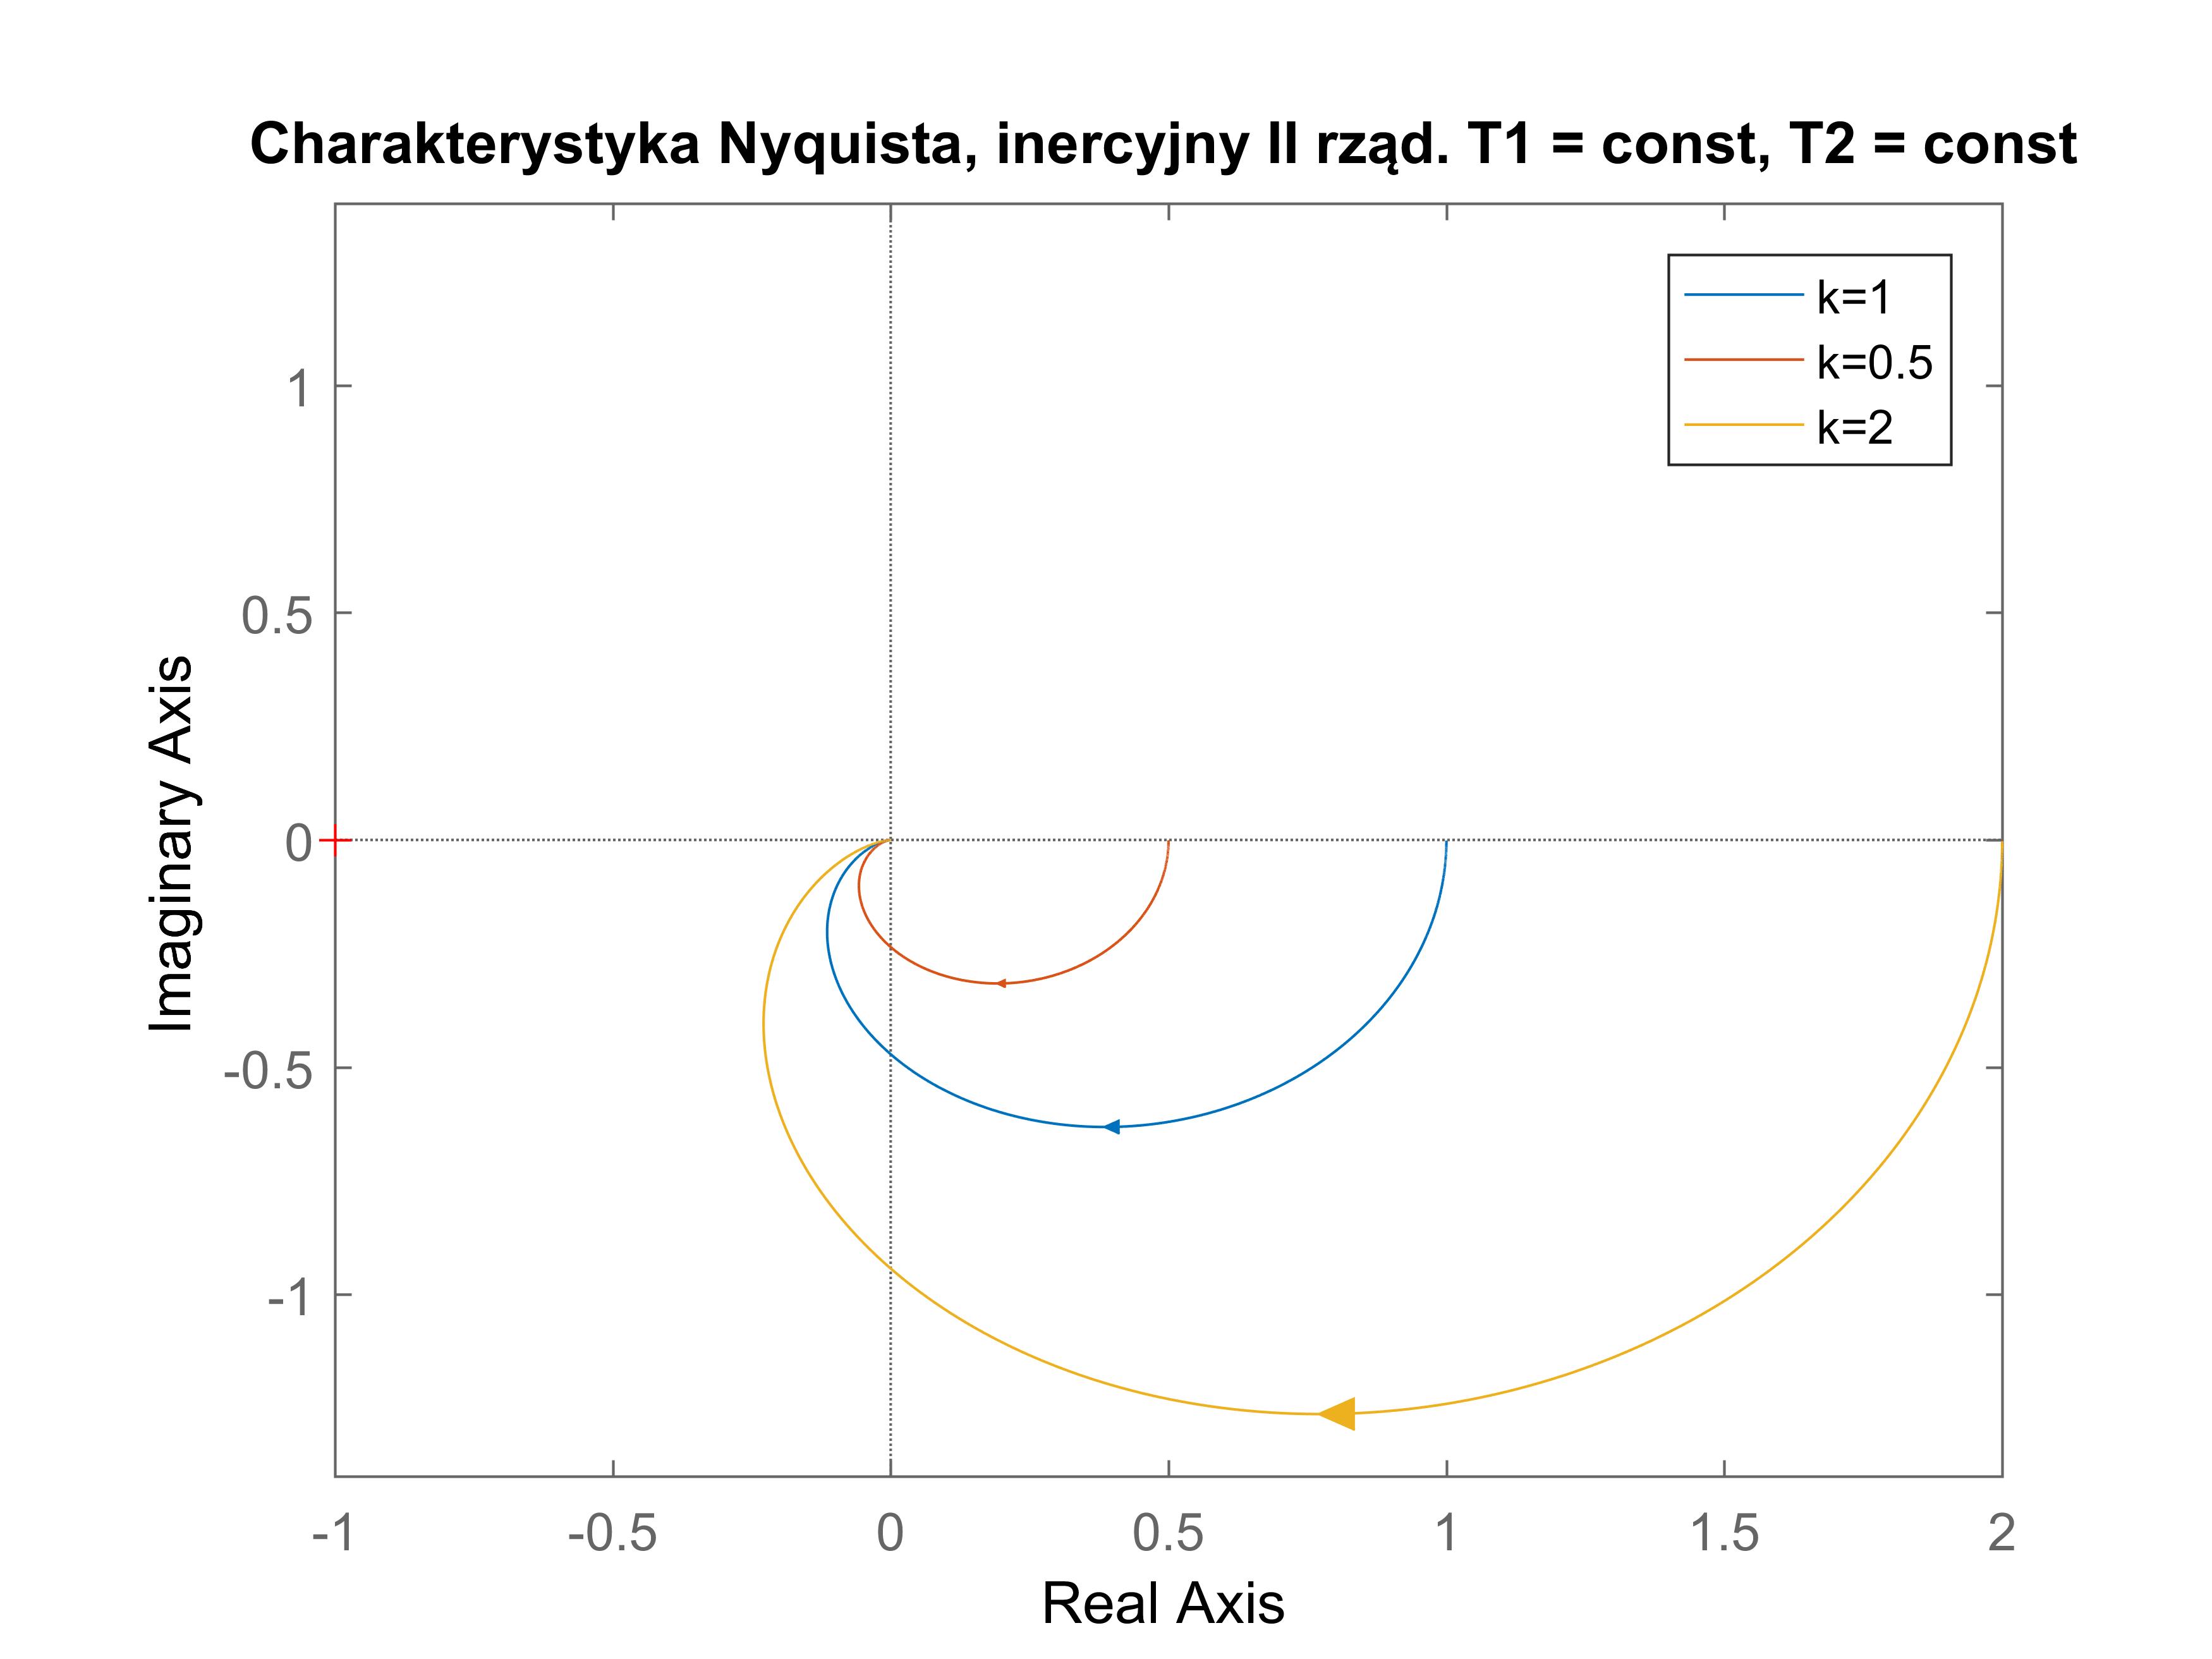 Charakterystyka Nyquista, inercyjny II rząd. T1 = const, T2 = const
k=1
k=0.5
k=2
1
0.5
0
-0.5
-1
Imaginary Axis
-1
-0.5
0
0.5
1
1.5
2
Real Axis